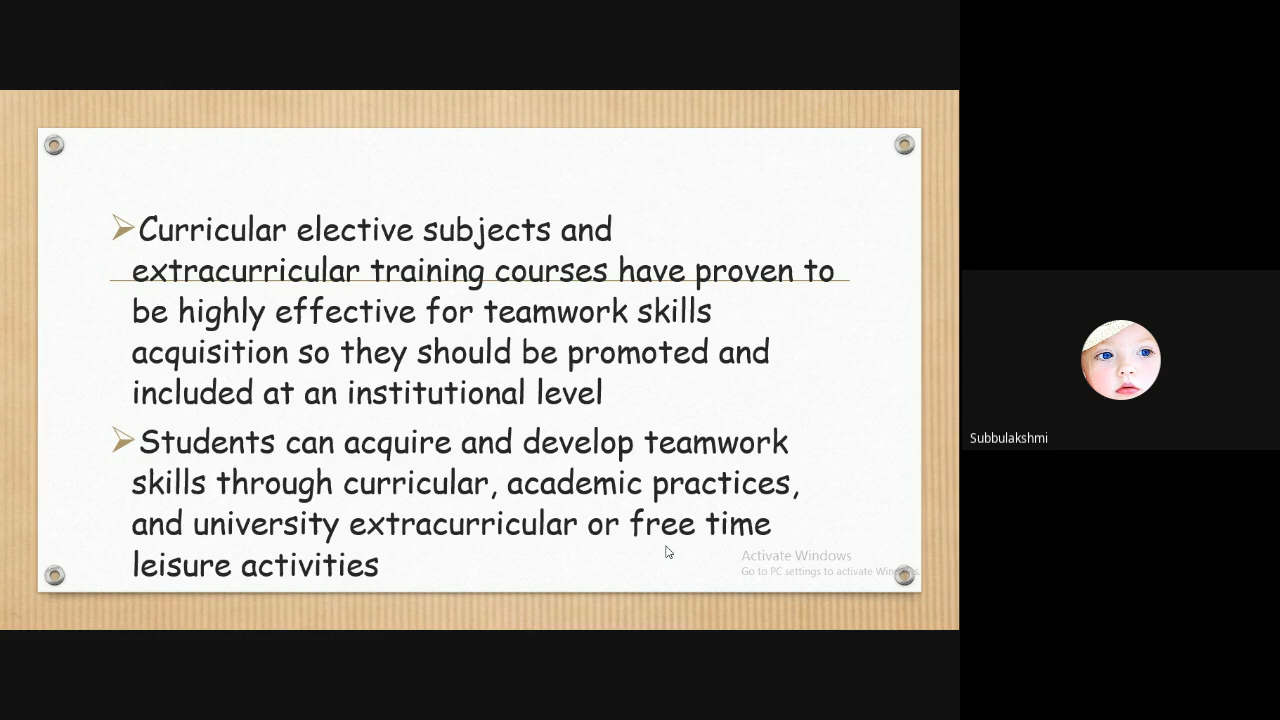 Curricular elective subjects and
extracurricular training courses have proven to
be highly effective for teamwork skills
acquisition so they should be promoted and
included at an institutional level
Students can acquire and develop teamwork
skills through curricular, academic practices,
and university extracurricular or free time
leisure activities
Activate Windows
Go to PC settings to activate Windows.
Subbulakshmi